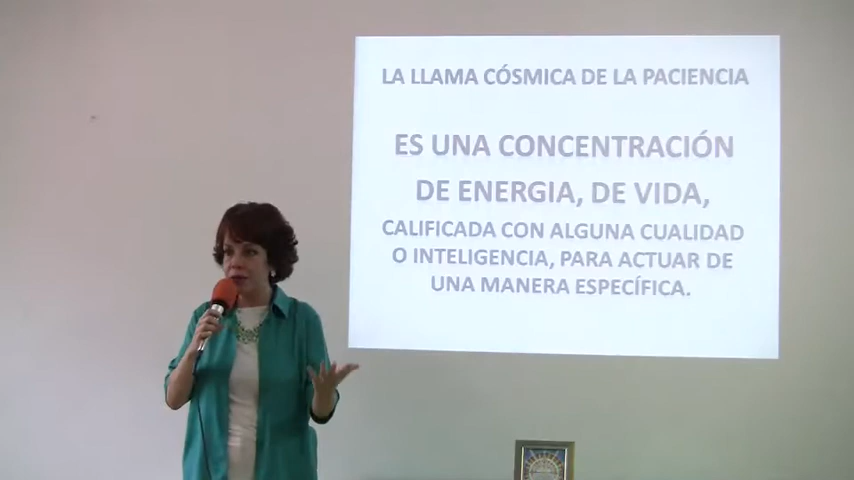 LA LLAMA CÓSMICA DE LA PACIENCIA
ES UNA CONCENTRACIÓN
DE ENERGIA, DE VIDA,
CALIFICADA CON ALGUNA CUALIDAD
O INTELIGENCIA, PARA ACTUAR DE
UNA MANERA ESPECÍFICA.